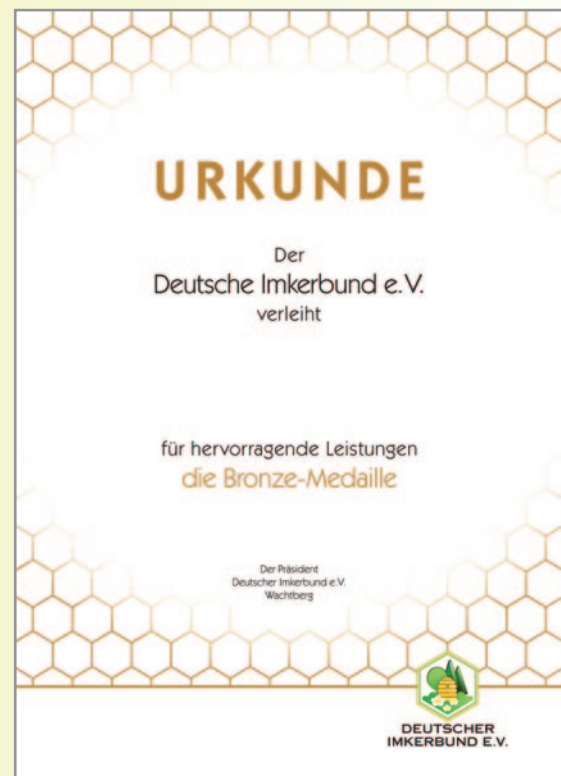 URKUNDE
Der
Deutsche Imkerbund e.V.
verleiht
für hervorragende Leistungen
die Bronze-Medaille
Der Präsident
Deutscher Imkerbund e.V.
Wachtberg
DEUTSCHER
IMKERBUND E.V.